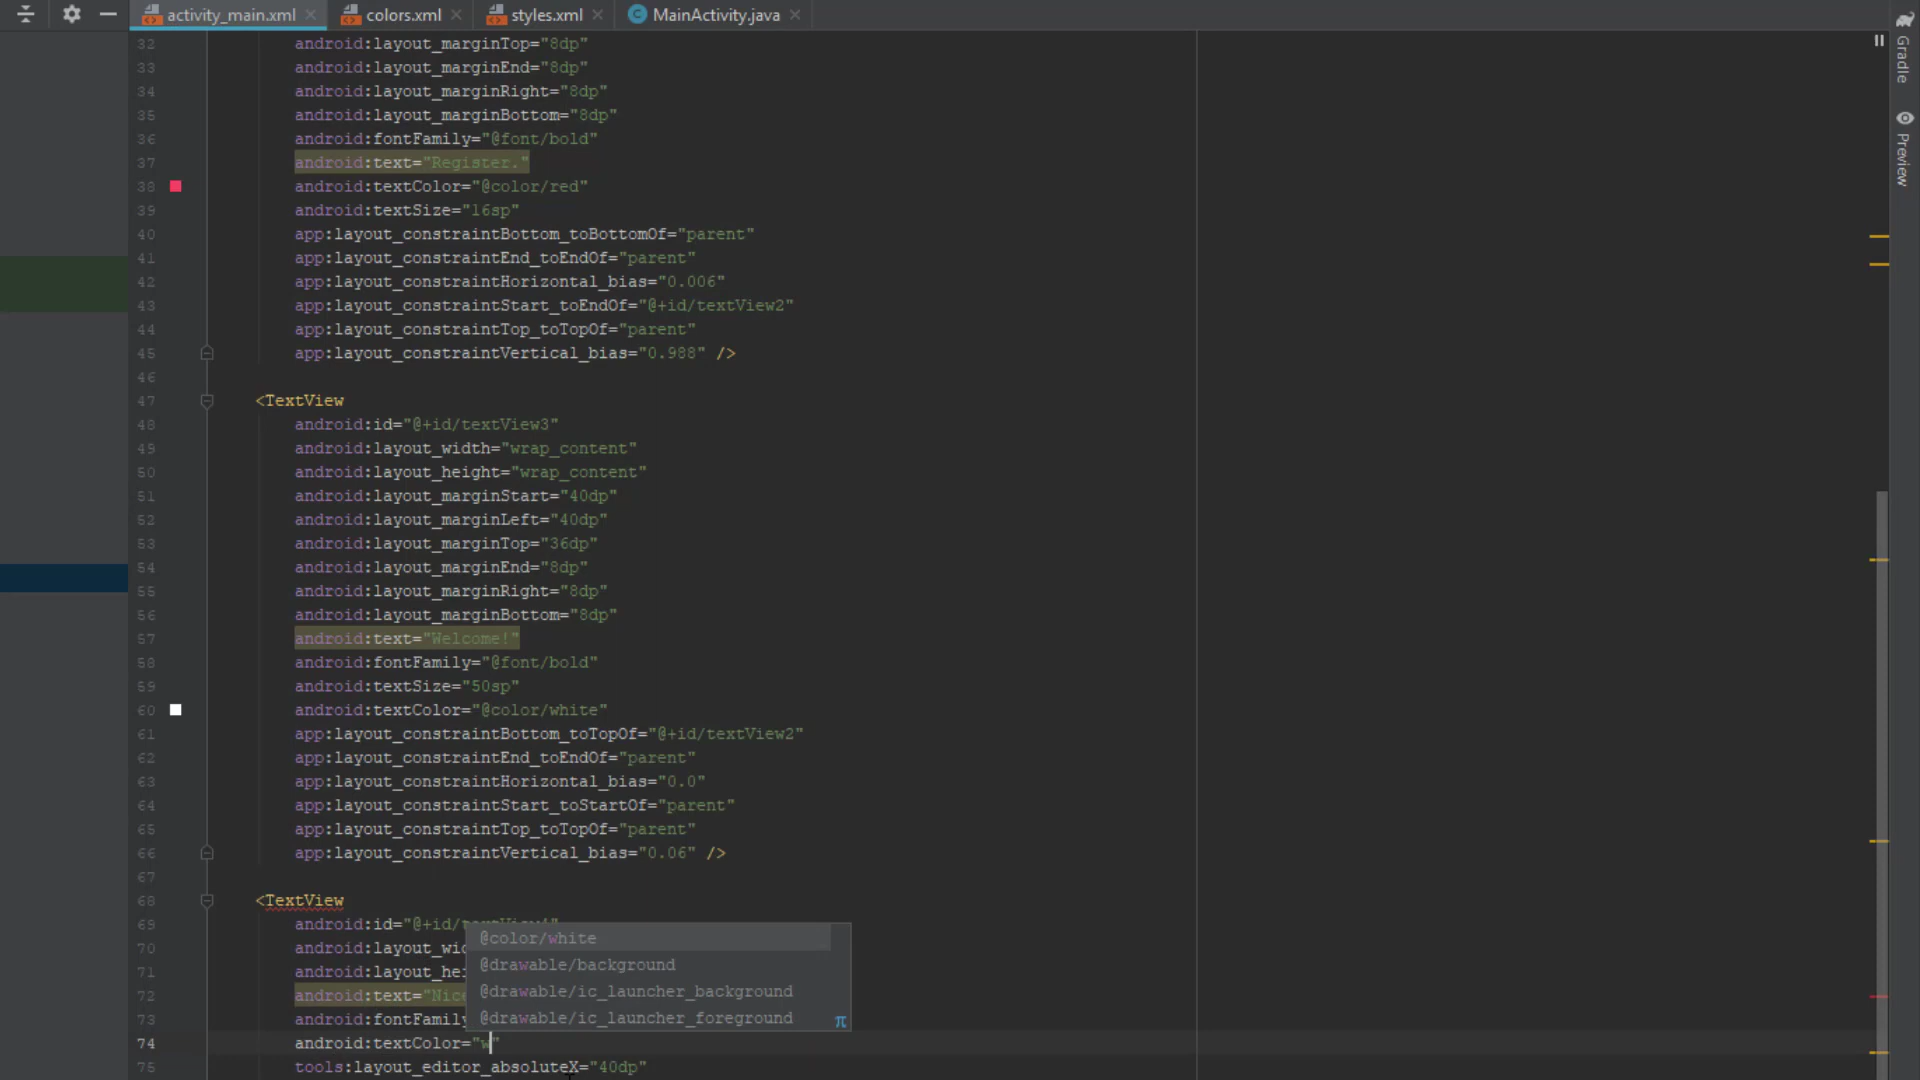 activity_main.xml colors.xml styles.xml MainActivity.java
32 android:layout_marginTop="8dp"
33 android:layout_marginEnd="8dp"
34 android:layout_marginRight="8dp"
35 android:layout_marginBottom="8dp"
36 android:fontFamily="@font/bold"
37 android:text="Register."
38 android:textColor="@color/red"
39 android:textSize="16sp"
40 app:layout_constraintBottom_toBottomOf="parent"
41 app:layout_constraintEnd_toEndOf="parent"
42 app:layout_constraintHorizontal_bias="0.006"
43 app:layout_constraintStart_toEndOf="@+id/textView2"
44 app:layout_constraintTop_toTopOf="parent"
45 app:layout_constraintVertical_bias="0.988" />
46
47 <TextView
48 android:id="@+id/textView3"
49 android:layout_width="wrap_content"
50 android:layout_height="wrap_content"
51 android:layout_marginStart="40dp"
52 android:layout_marginLeft="40dp"
53 android:layout_marginTop="36dp"
54 android:layout_marginEnd="8dp"
55 android:layout_marginRight="8dp"
56 android:layout_marginBottom="8dp"
57 android:text="Welcome!"
58 android:fontFamily="@font/bold"
59 android:textSize="50sp"
60 android:textColor="@color/white"
61 app:layout_constraintBottom_toTopOf="@+id/textView2"
62 app:layout_constraintEnd_toEndOf="parent"
63 app:layout_constraintHorizontal_bias="0.0"
64 app:layout_constraintStart_toStartOf="parent"
65 app:layout_constraintTop_toTopOf="parent"
66 app:layout_constraintVertical_bias="0.06" />
67
68 <TextView
69 android:id="@+id/
70 android:layout_wi
71 android:layout_he
72 android:text="Nice
73 android:fontFamily
74 android:textColor="w"
75 tools:layout_editor_absoluteX="40dp"
@color/white
@drawable/background
@drawable/ic_launcher_background
@drawable/ic_launcher_foreground
π
Gradle
Preview